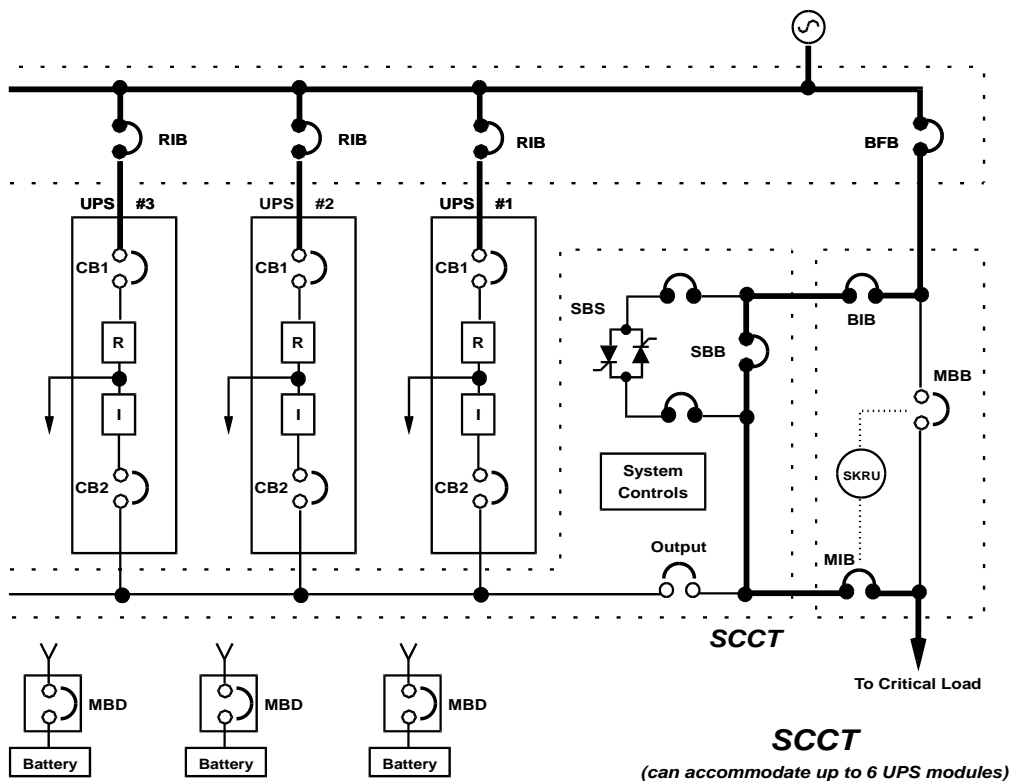 RIB
RIB
RIB
BFB
UPS #3
UPS #2
UPS #1
CB1
CB1
CB1
SBS
BIB
R
R
R
SBB
MBB
I
I
I
System
Controls
SKRU
CB2
CB2
CB2
Output
MIB
SCCT
To Critical Load
MBD
MBD
MBD
SCCT
Battery
Battery
Battery
(can accommodate up to 6 UPS modules)